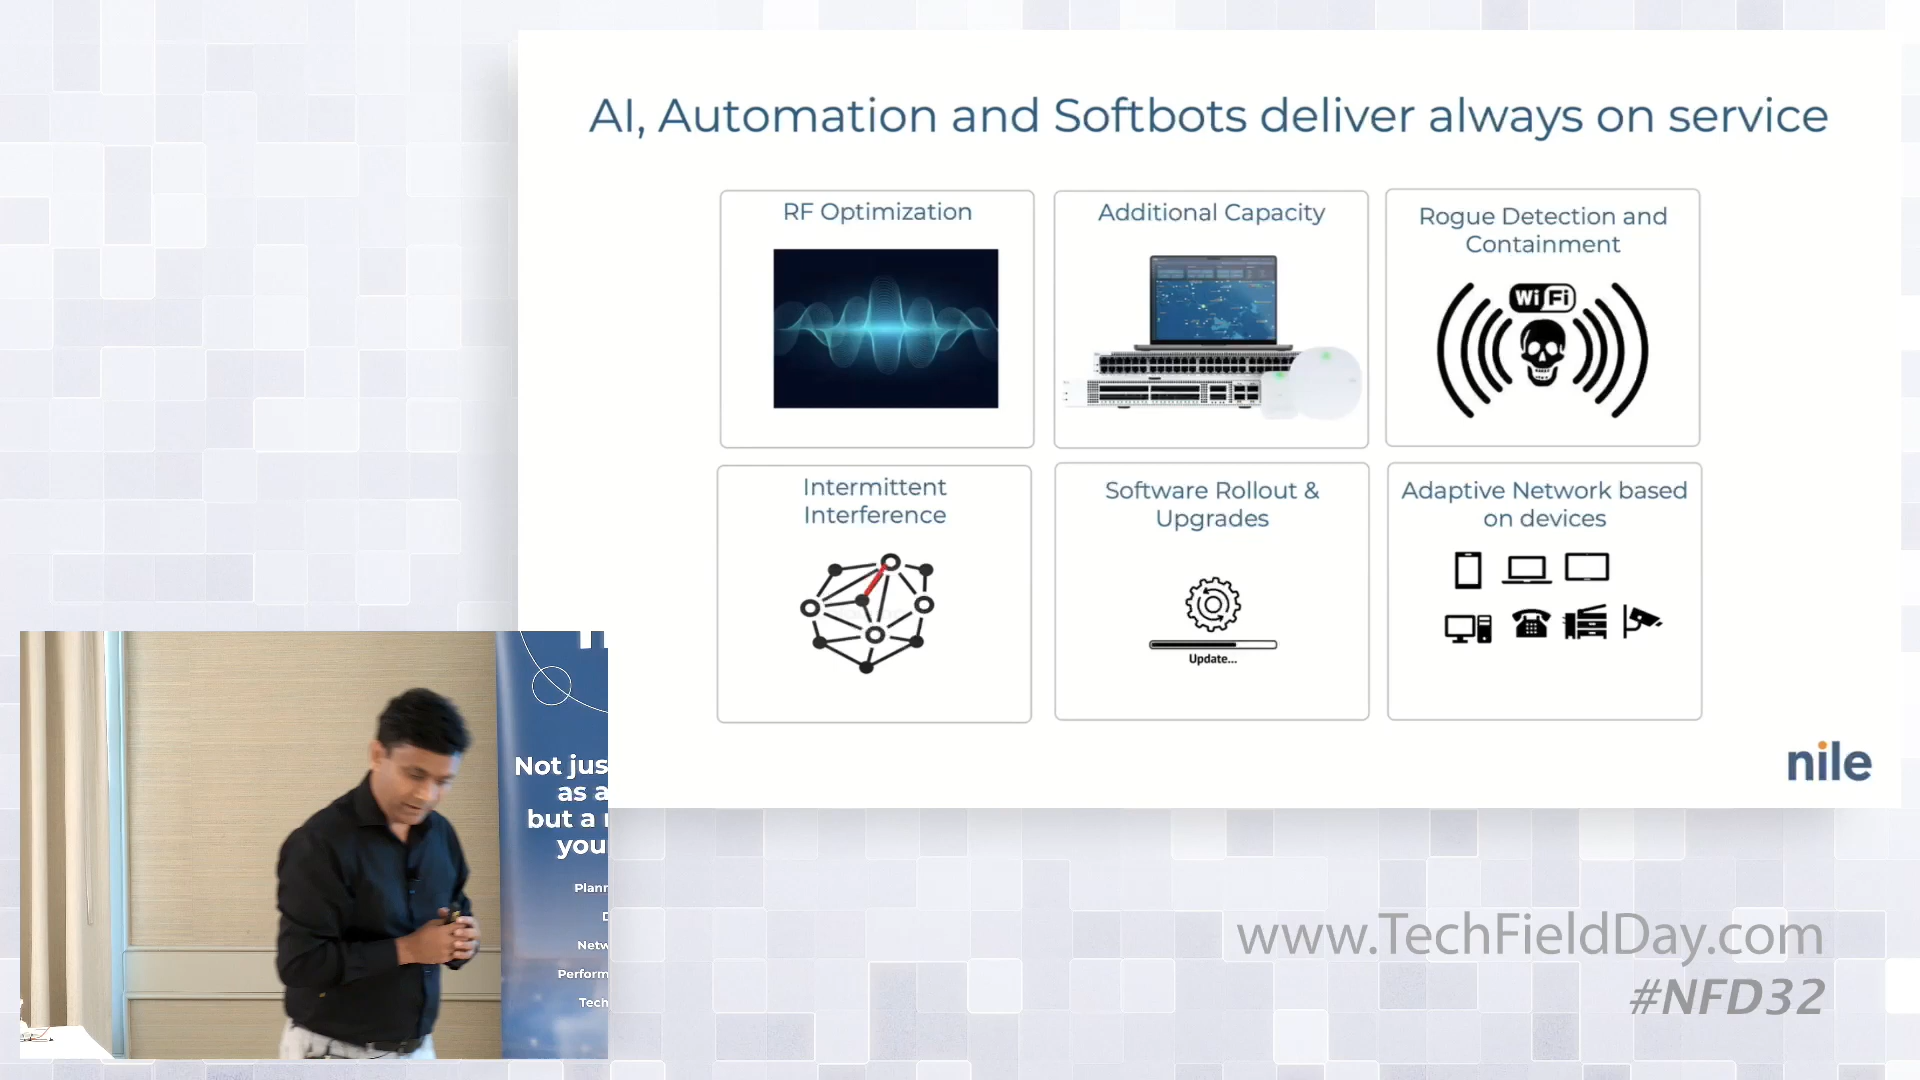 AI, Automation and Softbots deliver always on service
RF Optimization
Additional Capacity
Rogue Detection and
Containment
Wi Fi
Intermittent
Interference
Software Rollout &
Upgrades
Update...
Adaptive Network based
on devices
nile
Not jus
as a
but a
you
Plann
Netw
Perform
Tech
www.TechFieldDay.com
#NFD32